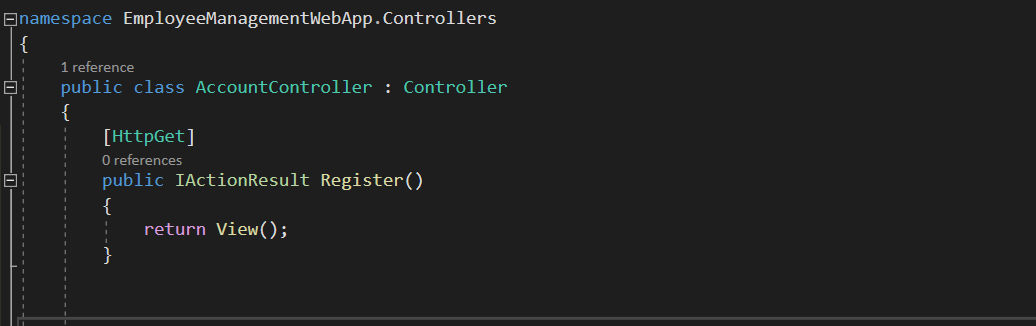 namespace EmployeeManagementWebApp.Controllers
{
1 reference
public class AccountController : Controller
{
[HttpGet]
0 references
public IActionResult Register()
{
return View();
}